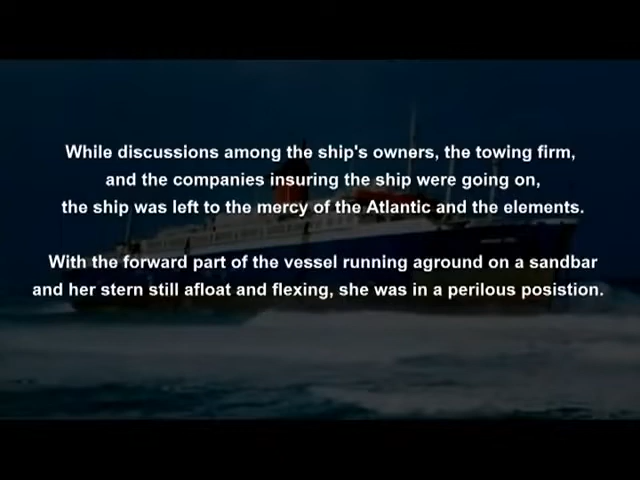 While discussions among the ship's owners, the towing firm,
and the companies insuring the ship were going on,
the ship was left to the mercy of the Atlantic and the elements.
With the forward part of the vessel running aground on a sandbar
and her stern still afloat and flexing, she was in a perilous posistion.